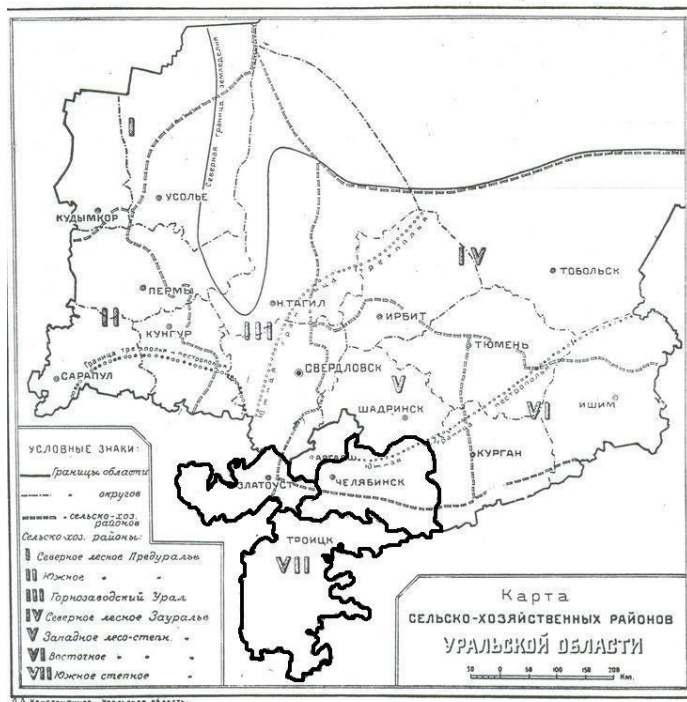 Северная граница земледелия
I
УСОЛЬЕ
КУДЫМКОР
IV
ТОБОЛЬСК
ПЕРМЬ
Н.ТАГИЛ
ИРБИТ
II
КУНГУР
III
ТЮМЕНЬ
Граница трехполья - пестрополья
САРАПУЛ
СВЕРДЛОВСК
V
ШАДРИНСК
VI
ИШИМ
АРГАЯШ
КУРГАН
ЗЛАТОУСТ
ЧЕЛЯБИНСК
ТРОИЦК
VII
УСЛОВНЫЕ ЗНАКИ:
Границы области
" округов
" сельско-хоз. районов
Сельско-хоз. районы:
I Северное лесное Предуралье
II Южное " "
III Горнозаводский Урал
IV Северное лесное Зауралье
V Западное лесо-степн. "
VI Восточное " " "
VII Южное степное "
Карта
СЕЛЬСКО-ХОЗЯЙСТВЕННЫХ РАЙОНОВ
УРАЛЬСКОЙ ОБЛАСТИ
50 0 50 100 150 200
Км.